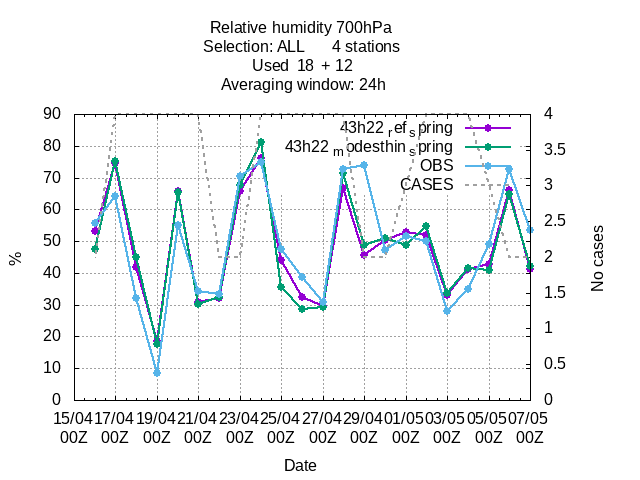 Relative humidity 700hPa
Selection: ALL 4 stations
Used 18 + 12
Averaging window: 24h
43h22 refspring
43h22 modesthinspring
OBS
CASES
90
80
70
60
50
40
30
20
10
0
%
4
3.5
3
2.5
2
1.5
1
0.5
0
No cases
15/04 17/04 19/04 21/04 23/04 25/04 27/04 29/04 01/05 03/05 05/05 07/05
00Z 00Z 00Z 00Z 00Z 00Z 00Z 00Z 00Z 00Z 00Z 00Z
Date